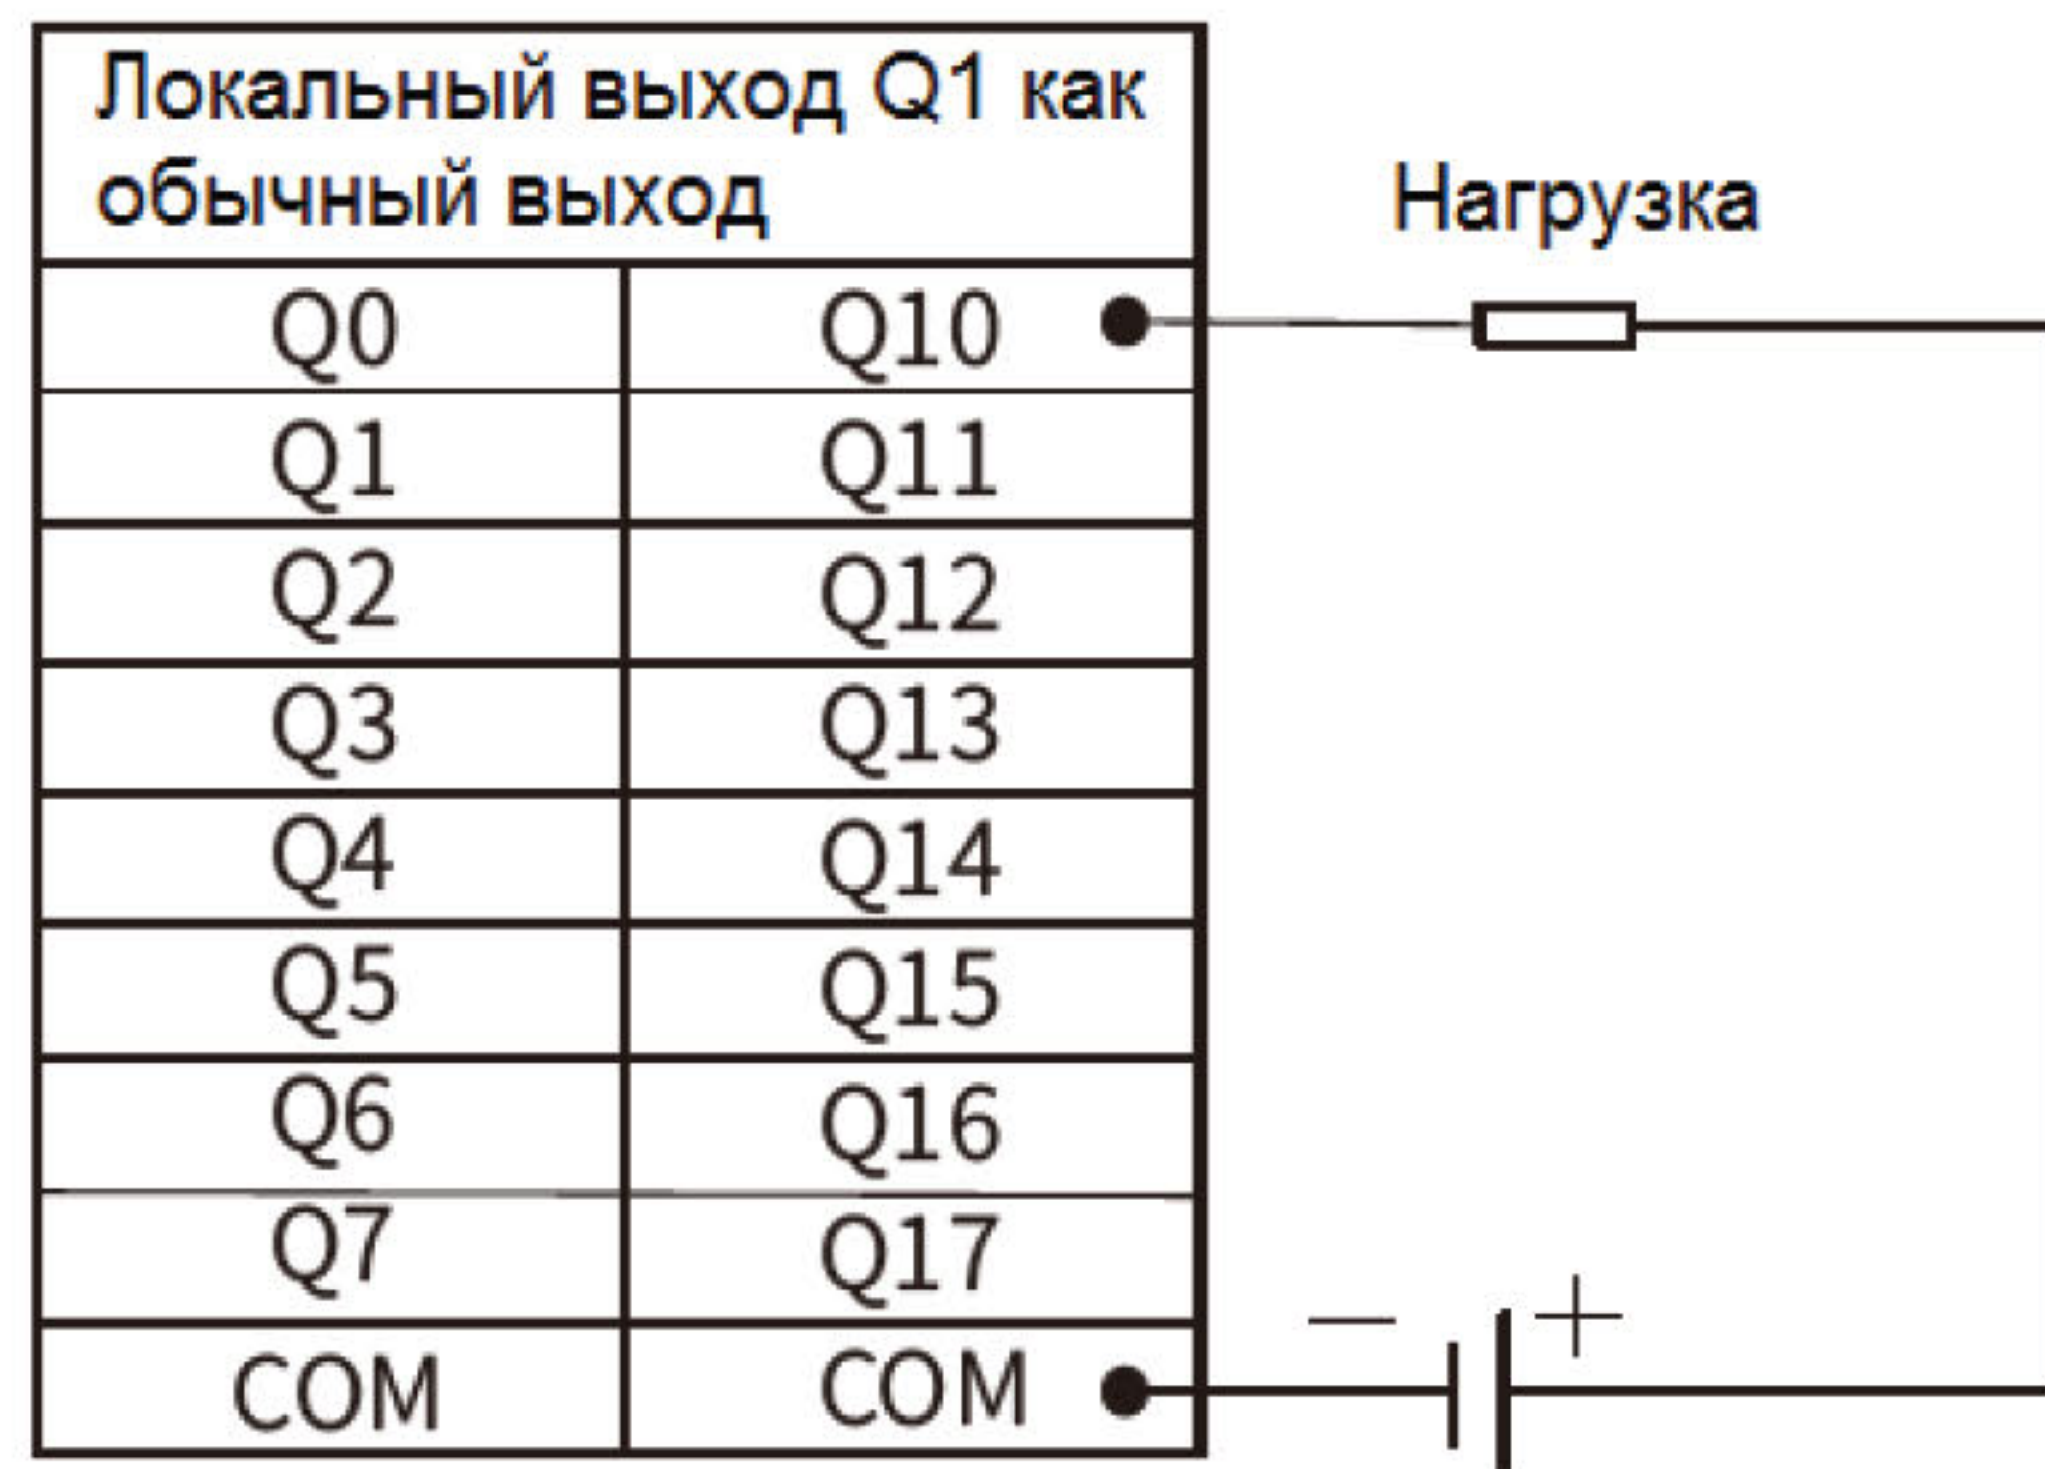 Локальный выход Q1 как
обычный выход
Нагрузка
Q0 Q10
Q1 Q11
Q2 Q12
Q3 Q13
Q4 Q14
Q5 Q15
Q6 Q16
Q7 Q17
− +
COM COM